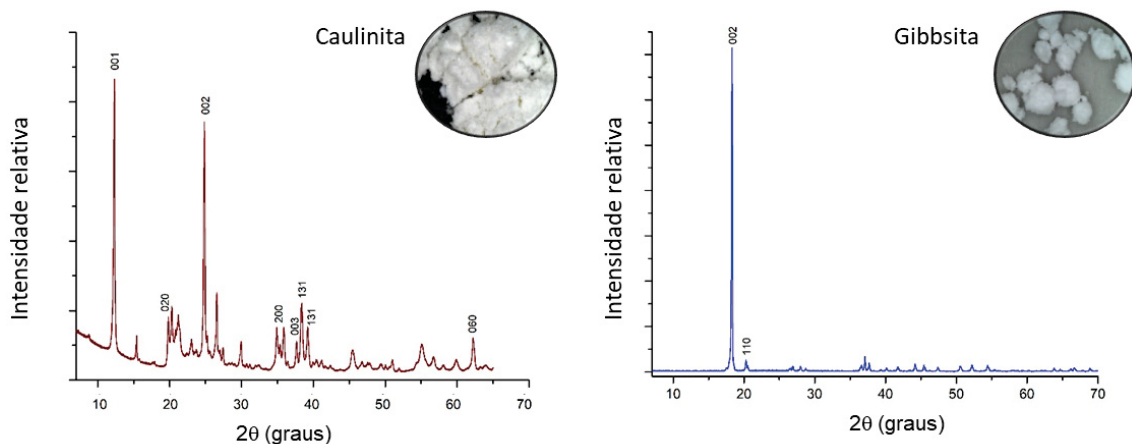 Caulinita
Intensidade relativa
001
002
020
200
003
131
131
060
10 20 30 40 50 60 70
2θ (graus)
Gibbsita
Intensidade relativa
002
110
10 20 30 40 50 60 70
2θ (graus)